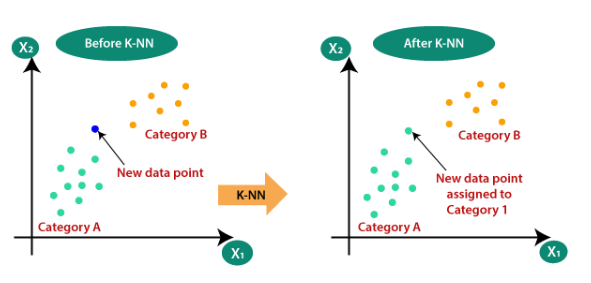 Before K-NN
X₂
Category B
New data point
Category A
X₁
K-NN
After K-NN
X₂
Category B
New data point
assigned to
Category 1
Category A
X₁